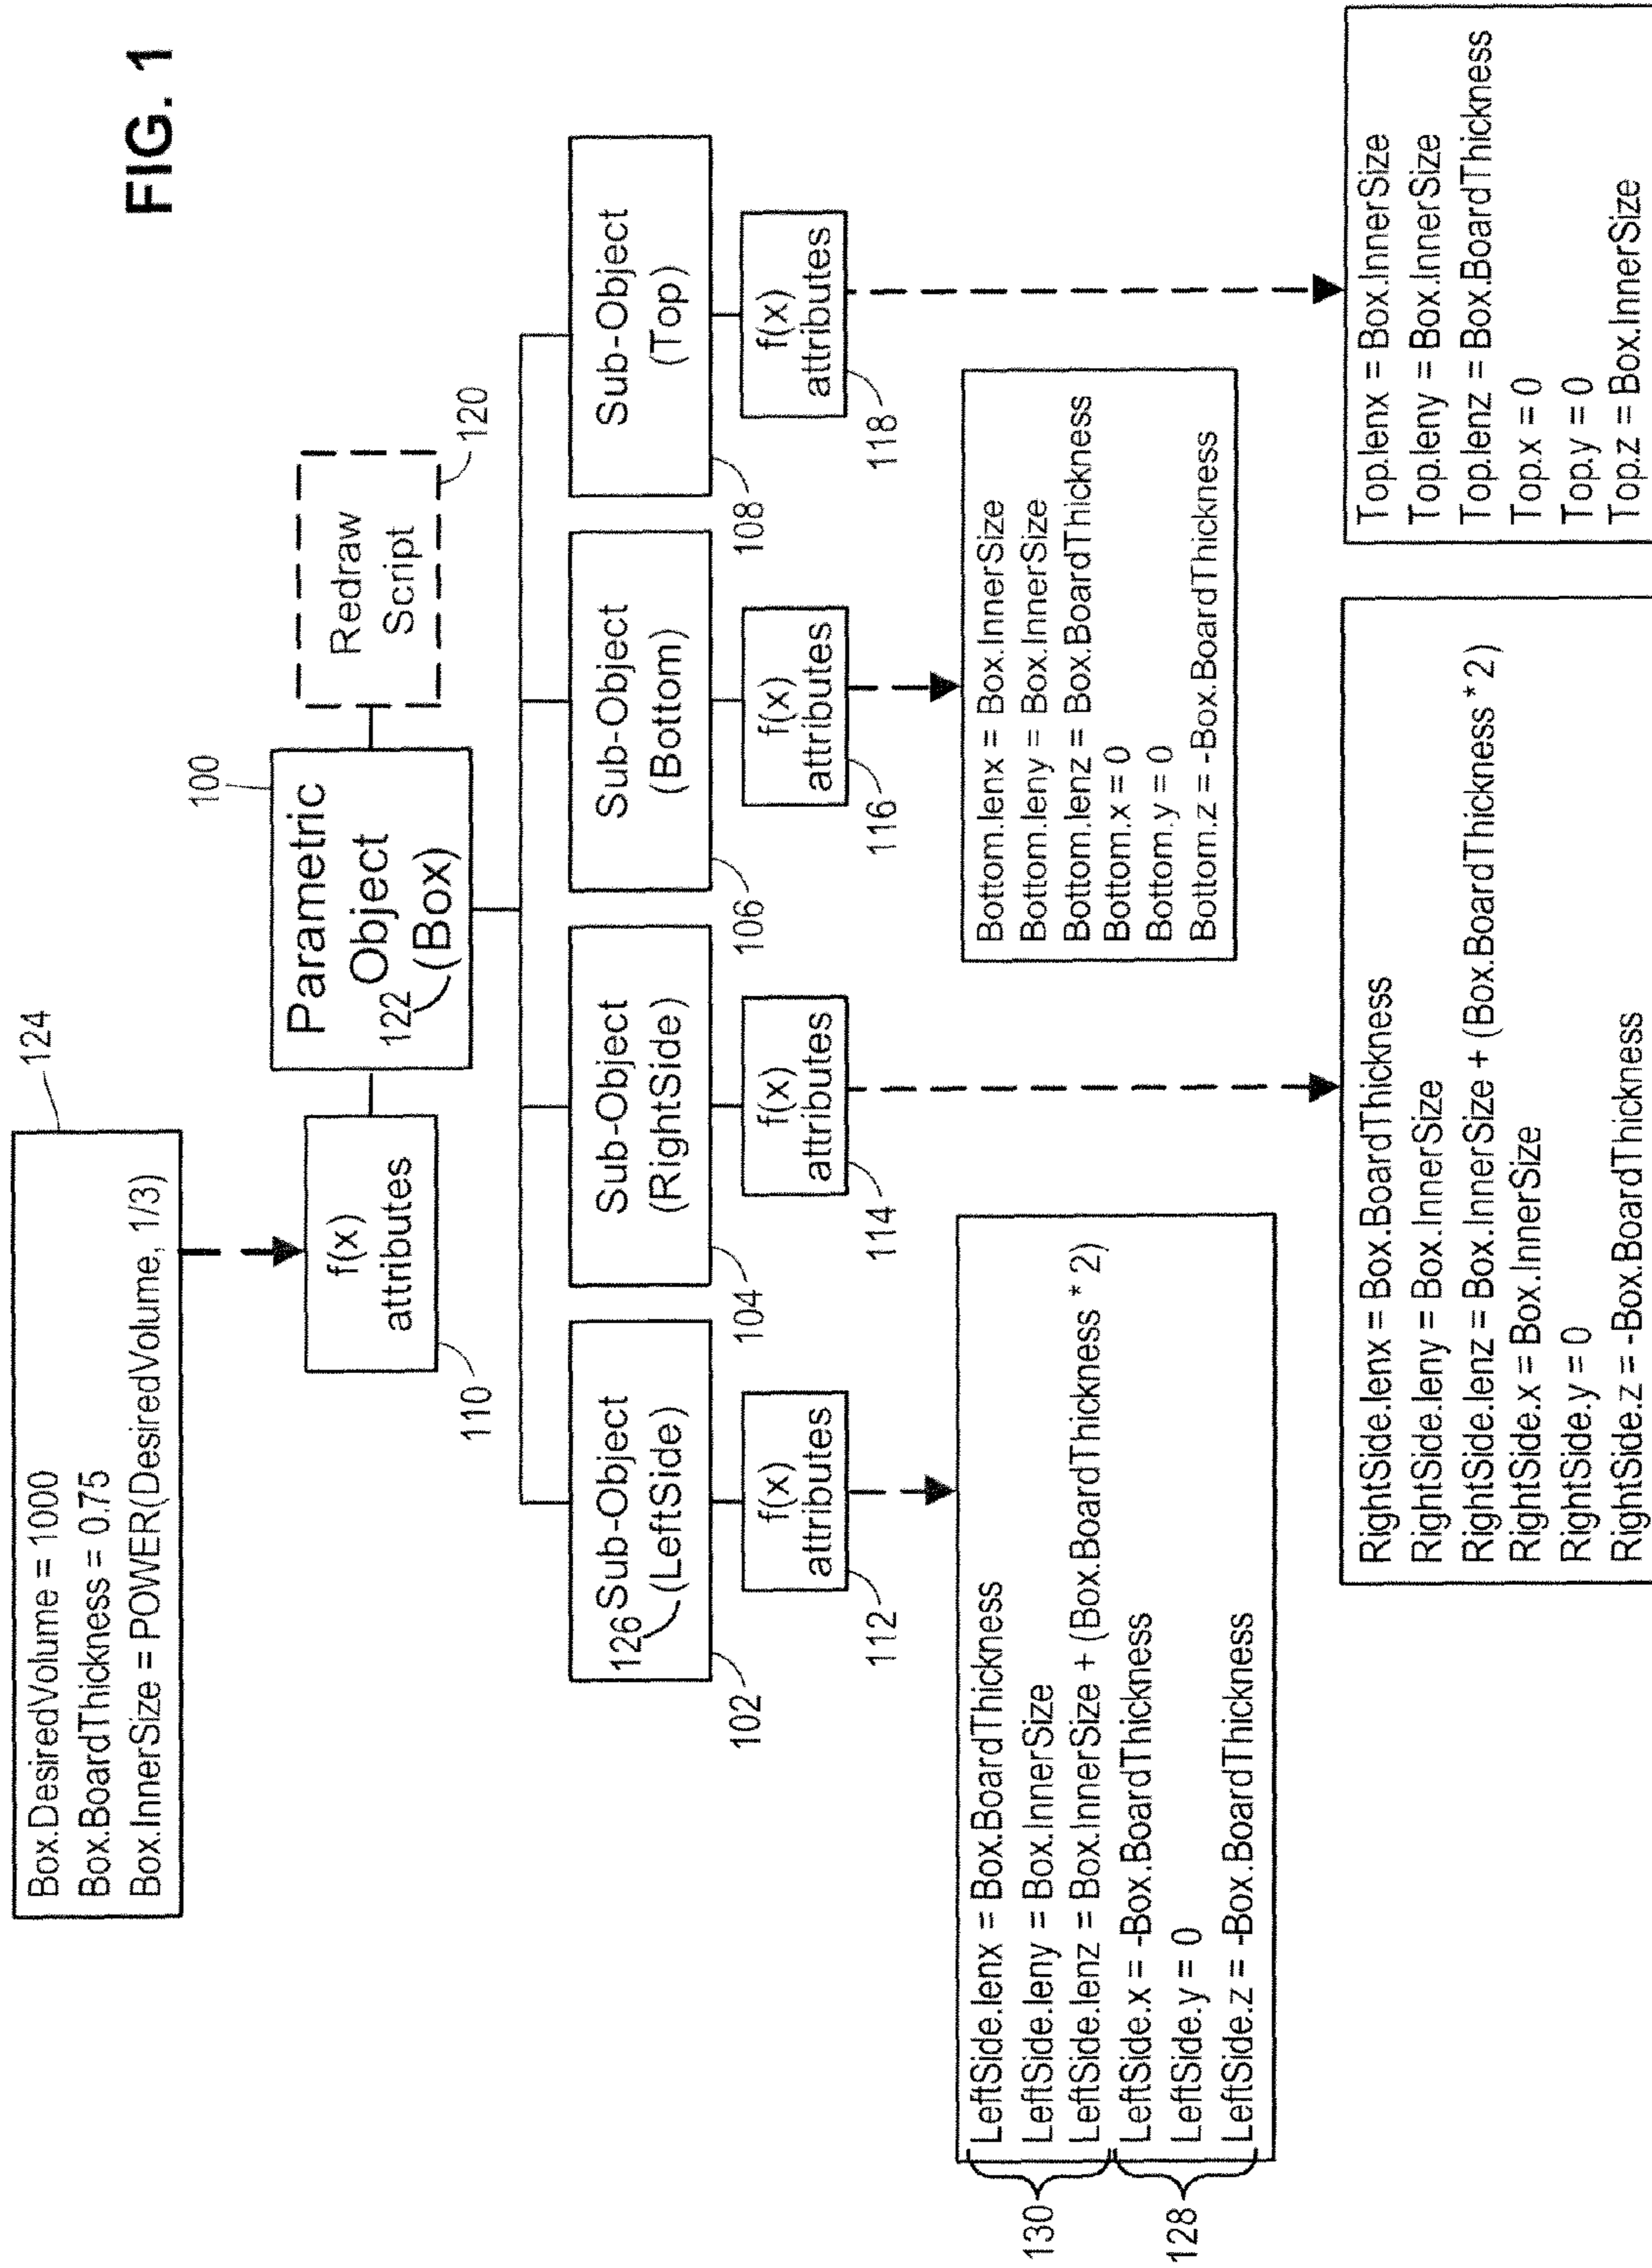 FIG. 1
124
Box.DesiredVolume = 1000
Box.BoardThickness = 0.75
Box.InnerSize = POWER(DesiredVolume, 1/3)
f(x)
attributes
110
100
Parametric
Object
122
(Box)
Redraw
Script
120
126
Sub-Object
(LeftSide)
102
Sub-Object
(RightSide)
104
Sub-Object
(Bottom)
106
Sub-Object
(Top)
108
f(x)
attributes
112
f(x)
attributes
114
f(x)
attributes
116
f(x)
attributes
118
130
128
LeftSide.lenx = Box.BoardThickness
LeftSide.leny = Box.InnerSize
LeftSide.lenz = Box.InnerSize + (Box.BoardThickness * 2)
LeftSide.x = -Box.BoardThickness
LeftSide.y = 0
LeftSide.z = -Box.BoardThickness
Bottom.lenx = Box.InnerSize
Bottom.leny = Box.InnerSize
Bottom.lenz = Box.BoardThickness
Bottom.x = 0
Bottom.y = 0
Bottom.z = -Box.BoardThickness
RightSide.lenx = Box.BoardThickness
RightSide.leny = Box.InnerSize
RightSide.lenz = Box.InnerSize + (Box.BoardThickness * 2)
RightSide.x = Box.InnerSize
RightSide.y = 0
RightSide.z = -Box.BoardThickness
Top.lenx = Box.InnerSize
Top.leny = Box.InnerSize
Top.lenz = Box.BoardThickness
Top.x = 0
Top.y = 0
Top.z = Box.InnerSize